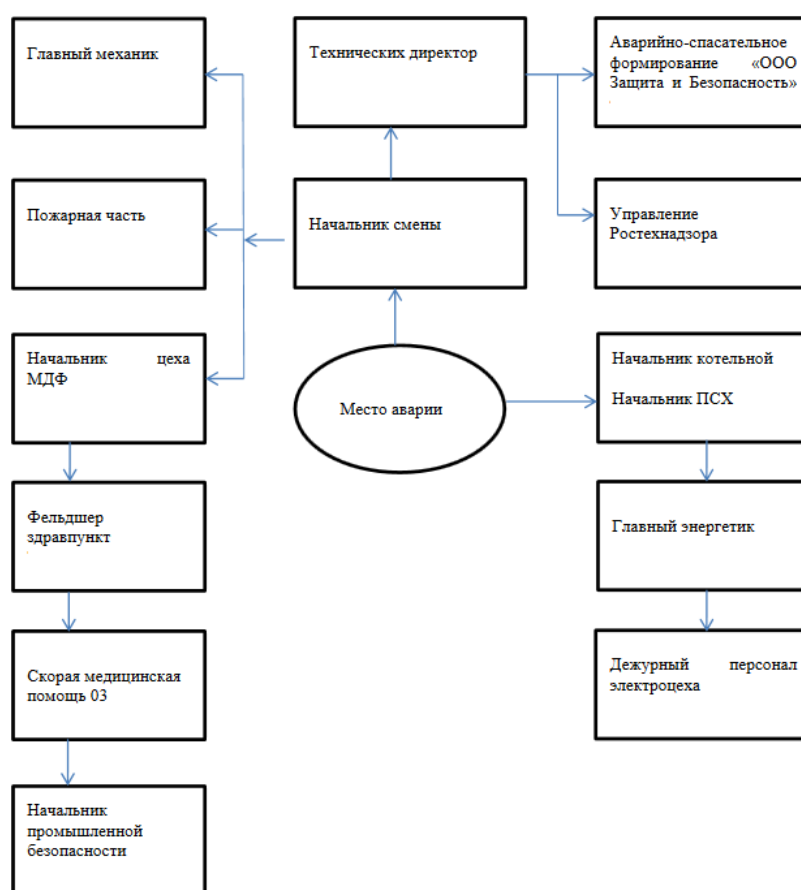 Главный механик
Технических директор
Аварийно-спасательное
формирование «ООО
Защита и Безопасность»
Пожарная часть
Начальник смены
Управление
Ростехнадзора
Начальник цеха
МДФ
Место аварии
Начальник котельной
Начальник ПСХ
Фельдшер
здравпункт
Главный энергетик
Скорая медицинская
помощь 03
Дежурный персонал
электроцеха
Начальник
промышленной
безопасности